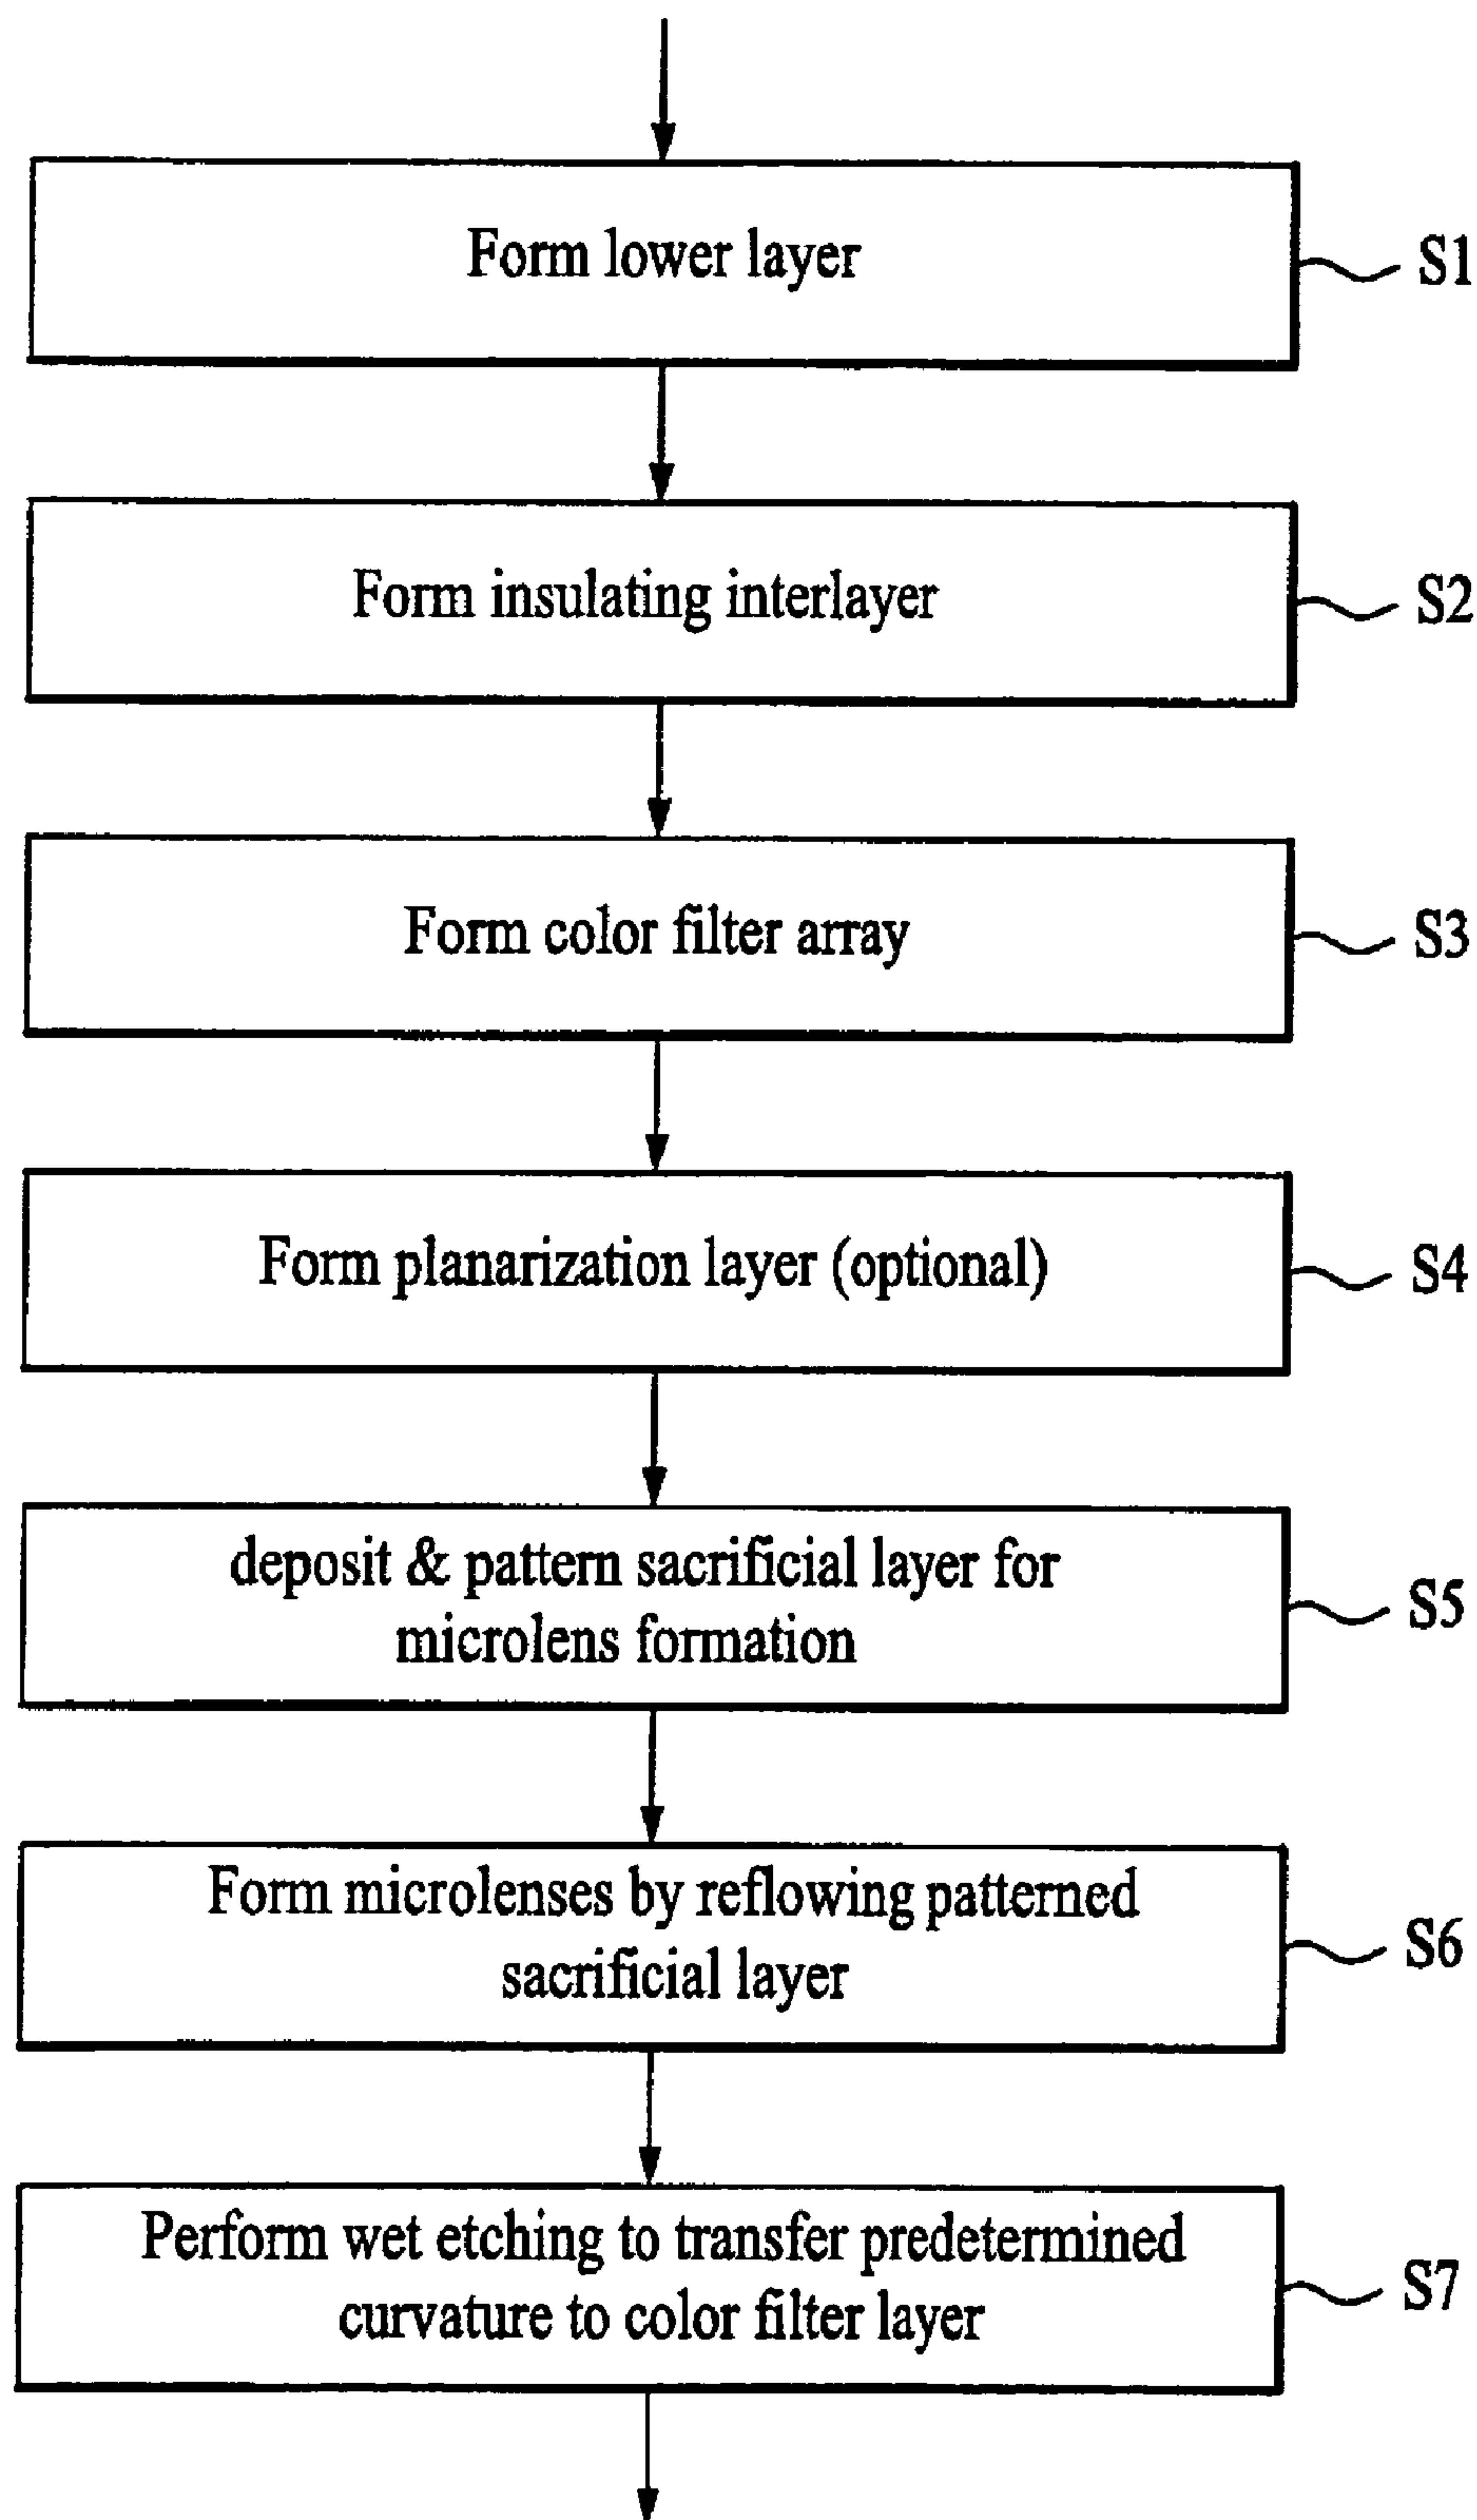 Form lower layer
S1
Form insulating interlayer
S2
Form color filter array
S3
Form planarization layer (optional)
S4
deposit & pattern sacrificial layer for
microlens formation
S5
Form microlenses by reflowing patterned
sacrificial layer
S6
Perform wet etching to transfer predetermined
curvature to color filter layer
S7